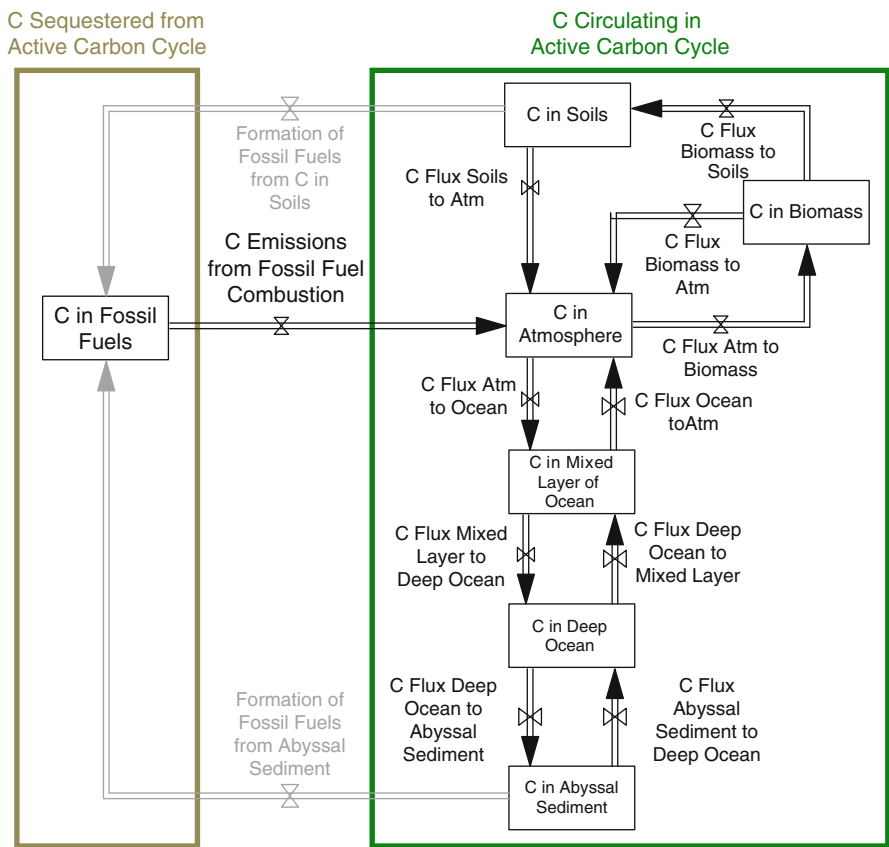 C Sequestered from
Active Carbon Cycle
C Circulating in
Active Carbon Cycle
C in Soils
Formation of
Fossil Fuels
from C in
Soils
C Flux
Biomass to
Soils
C Flux Soils
to Atm
C in Biomass
C Emissions
from Fossil Fuel
Combustion
C Flux
Biomass to
Atm
C in Fossil
Fuels
C in
Atmosphere
C Flux Atm to
Biomass
C Flux Atm
to Ocean
C Flux Ocean
toAtm
C in Mixed
Layer of
Ocean
C Flux Mixed
Layer to
Deep Ocean
C Flux Deep
Ocean to
Mixed Layer
C in Deep
Ocean
Formation of
Fossil Fuels
from Abyssal
Sediment
C Flux Deep
Ocean to
Abyssal
Sediment
C Flux
Abyssal
Sediment to
Deep Ocean
C in Abyssal
Sediment